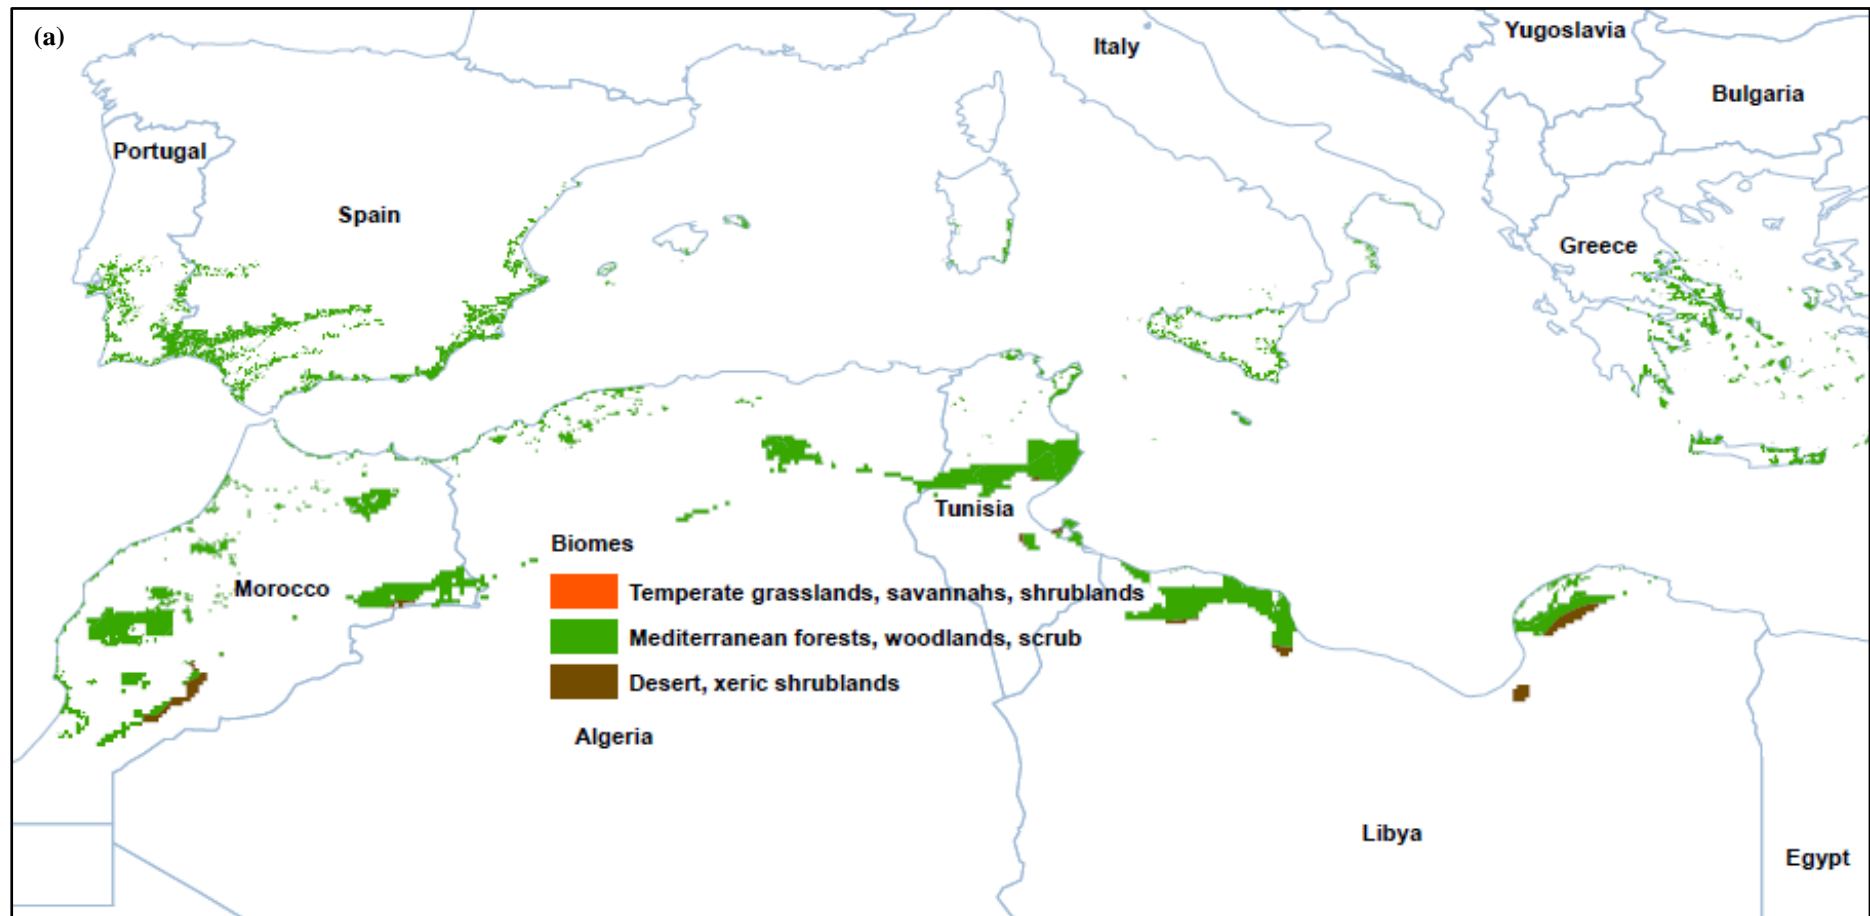 (a)
Yugoslavia
Italy
Bulgaria
Portugal
Spain
Greece
Tunisia
Biomes
Morocco
Temperate grasslands, savannahs, shrublands
Mediterranean forests, woodlands, scrub
Desert, xeric shrublands
Algeria
Libya
Egypt